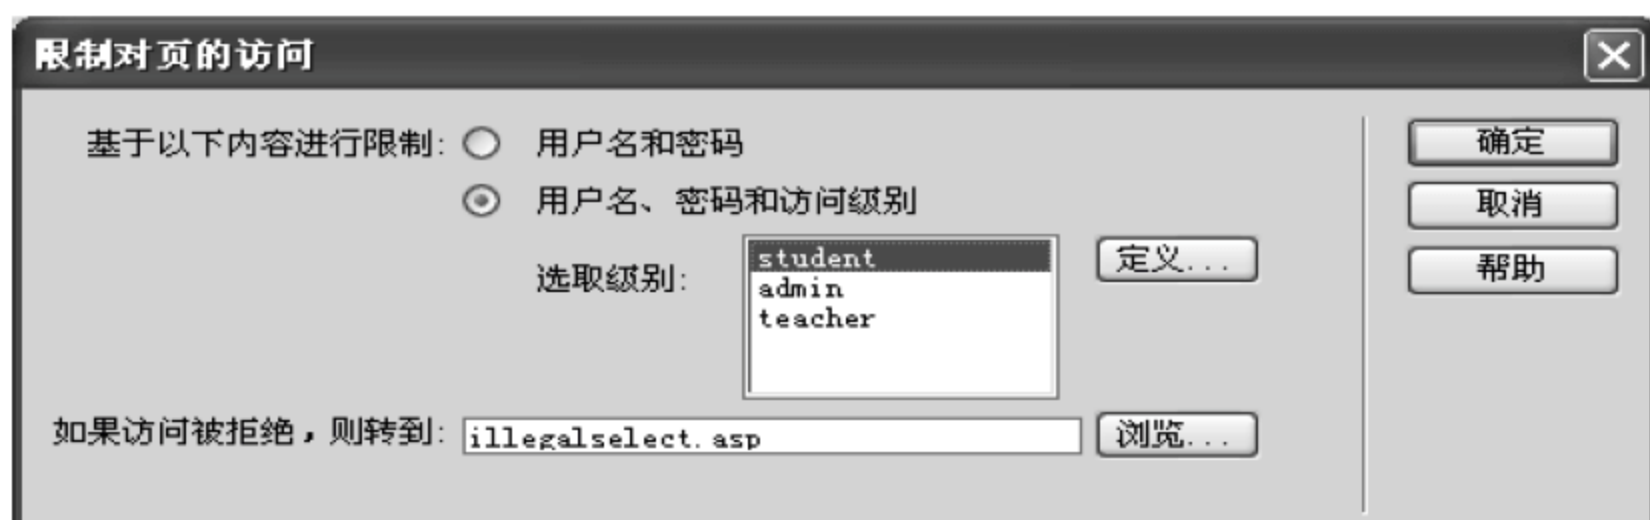 限制对页的访问
基于以下内容进行限制: 用户名和密码
确定
用户名、密码和访问级别
取消
选取级别:
student
admin
teacher
定义...
帮助
如果访问被拒绝，则转到: illegalselect.asp 浏览...